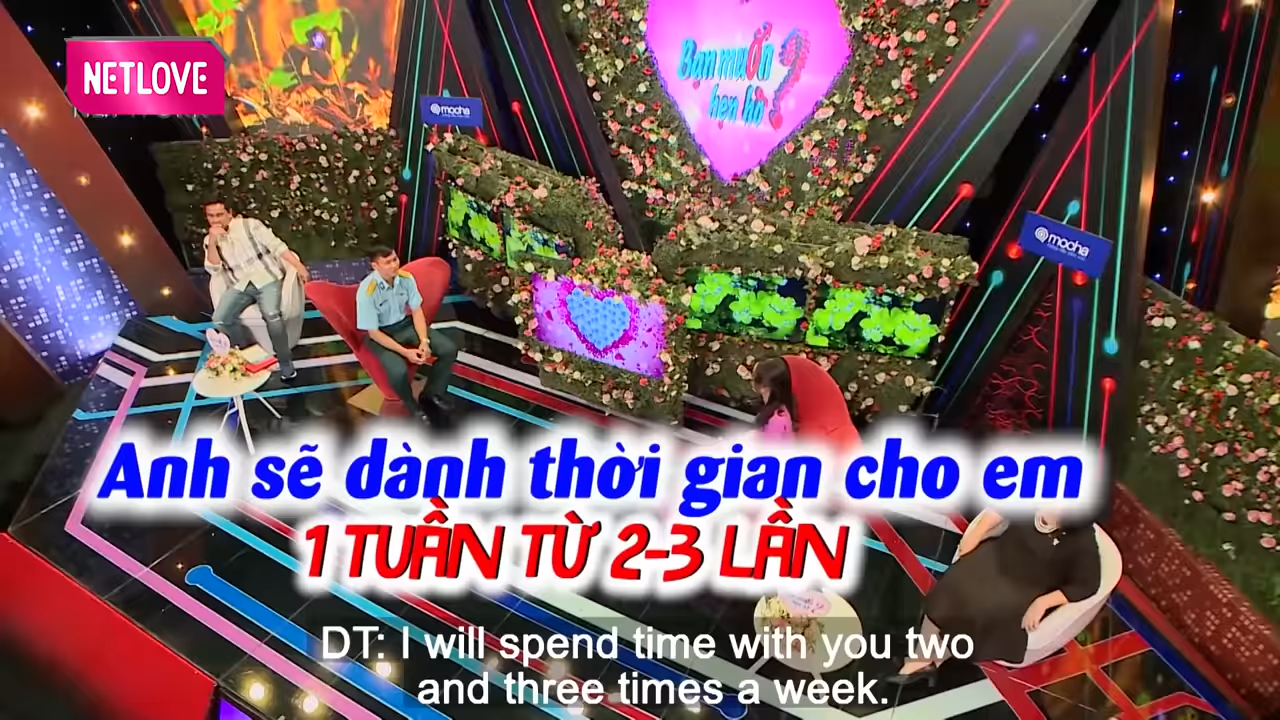 NETLOVE
mocha
Bạn muốn
hẹn hò
mocha
Anh sẽ dành thời gian cho em
1 TUẦN TỪ 2-3 LẦN
DT: I will spend time with you two
and three times a week.